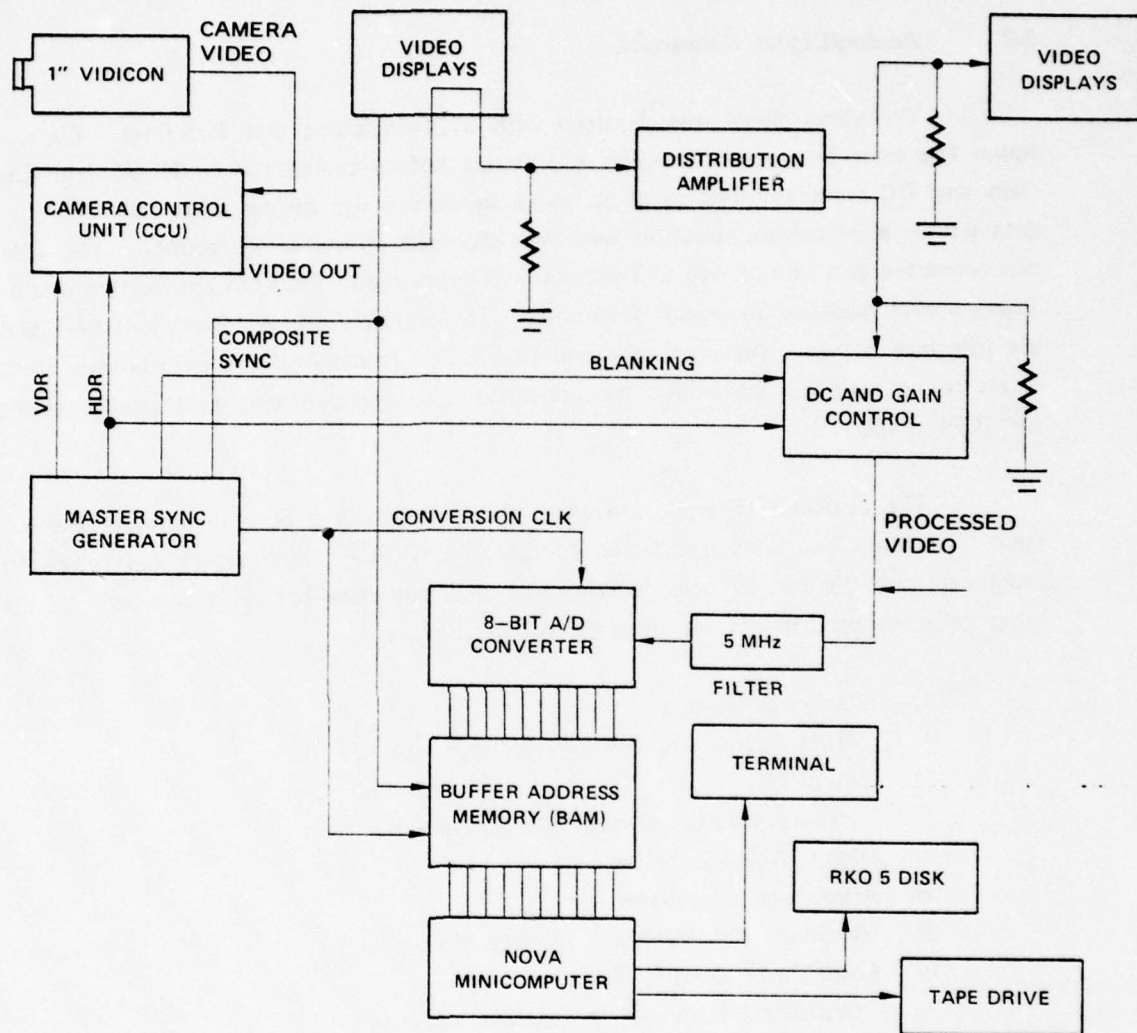 CAMERA
VIDEO
1" VIDICON
VIDEO
DISPLAYS
VIDEO
DISPLAYS
DISTRIBUTION
AMPLIFIER
CAMERA CONTROL
UNIT (CCU)
VIDEO OUT
COMPOSITE
SYNC
VDR
HDR
BLANKING
DC AND GAIN
CONTROL
MASTER SYNC
GENERATOR
CONVERSION CLK
PROCESSED
VIDEO
8-BIT A/D
CONVERTER
5 MHz
FILTER
TERMINAL
BUFFER ADDRESS
MEMORY (BAM)
RKO 5 DISK
NOVA
MINICOMPUTER
TAPE DRIVE